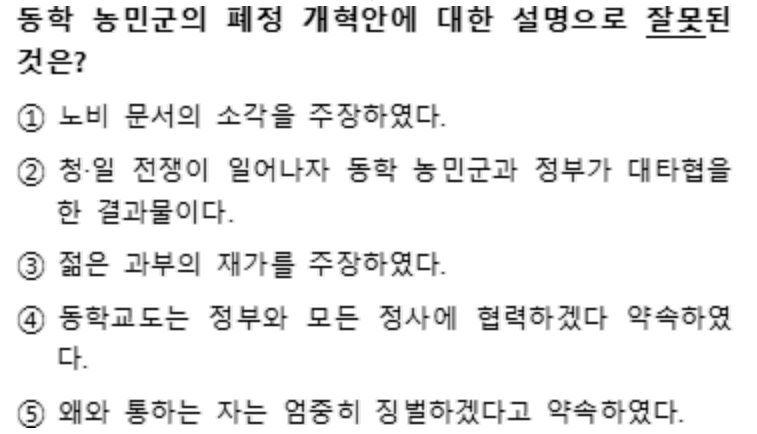 동학 농민군의 폐정 개혁안에 대한 설명으로 잘못된
것은?
① 노비 문서의 소각을 주장하였다.
② 청·일 전쟁이 일어나자 동학 농민군과 정부가 대타협을
한 결과물이다.
③ 젊은 과부의 재가를 주장하였다.
④ 동학교도는 정부와 모든 정사에 협력하겠다 약속하였
다.
⑤ 왜와 통하는 자는 엄중히 징벌하겠다고 약속하였다.